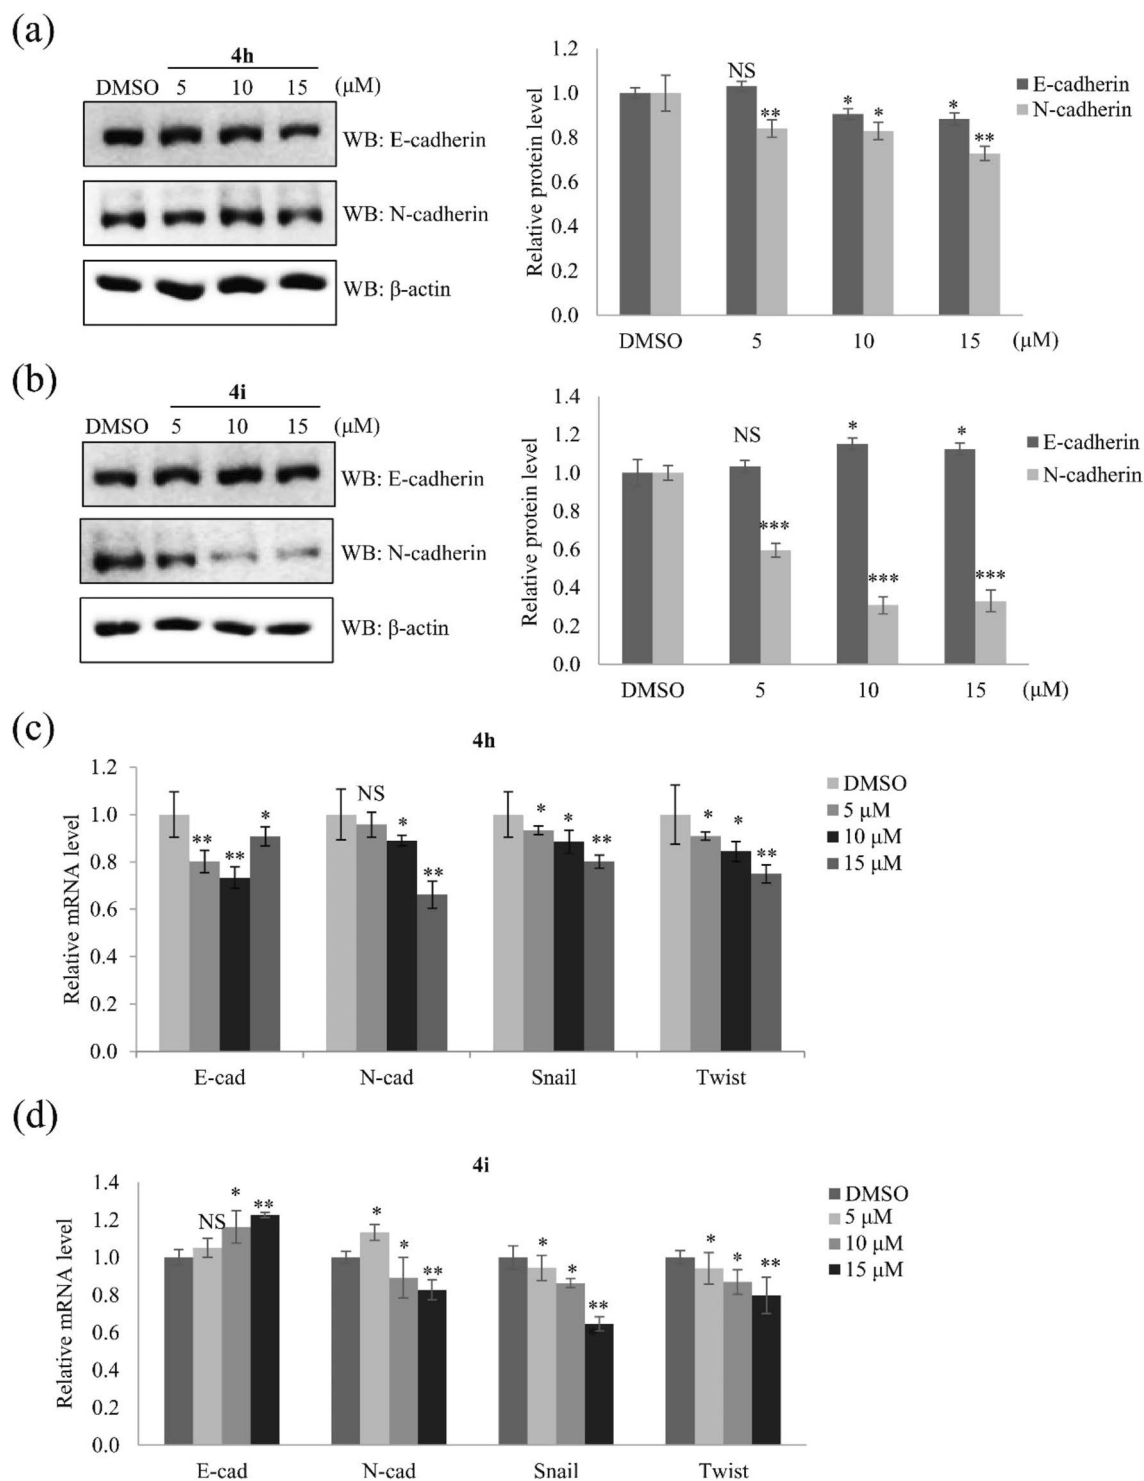 (a)
4h
DMSO 5 10 15 (μM)
WB: E-cadherin
WB: N-cadherin
WB: β-actin
Relative protein level
1.2
1.0
0.8
0.6
0.4
0.2
0.0
NS
**
*
*
*
**
E-cadherin
N-cadherin
DMSO 5 10 15 (μM)
(b)
4i
DMSO 5 10 15 (μM)
WB: E-cadherin
WB: N-cadherin
WB: β-actin
Relative protein level
1.4
1.2
1.0
0.8
0.6
0.4
0.2
0.0
NS
***
*
***
*
***
E-cadherin
N-cadherin
DMSO 5 10 15 (μM)
(c)
4h
Relative mRNA level
1.2
1.0
0.8
0.6
0.4
0.2
0.0
** ** *
NS * **
* * **
* * **
DMSO
5 μM
10 μM
15 μM
E-cad N-cad Snail Twist
(d)
4i
Relative mRNA level
1.4
1.2
1.0
0.8
0.6
0.4
0.2
0.0
NS * **
* * **
* * **
* * **
DMSO
5 μM
10 μM
15 μM
E-cad N-cad Snail Twist